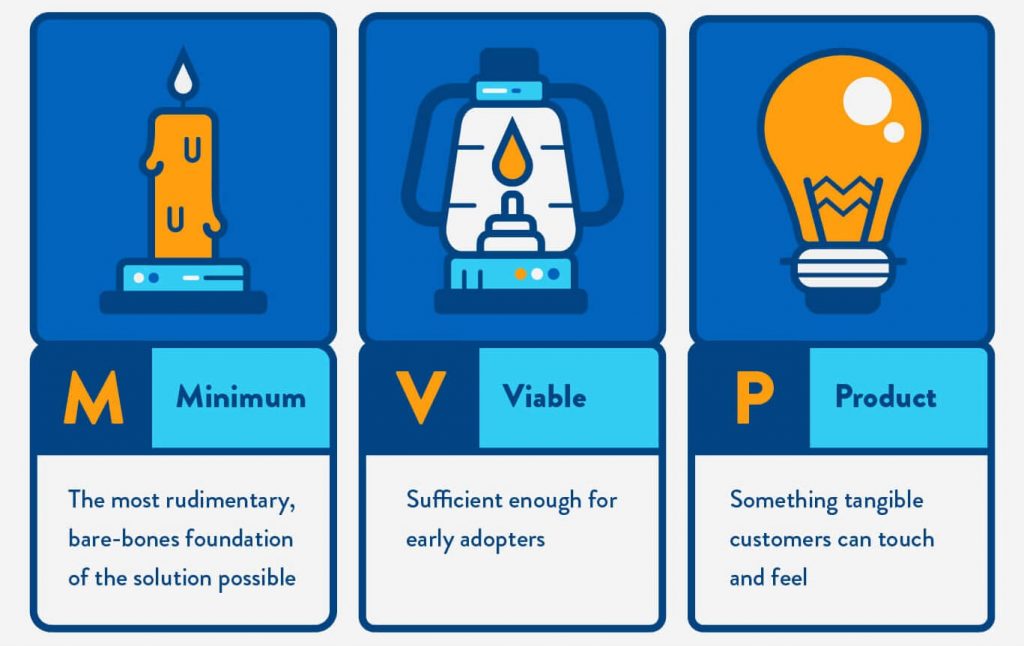 M Minimum
The most rudimentary,
bare-bones foundation
of the solution possible
V Viable
Sufficient enough for
early adopters
P Product
Something tangible
customers can touch
and feel